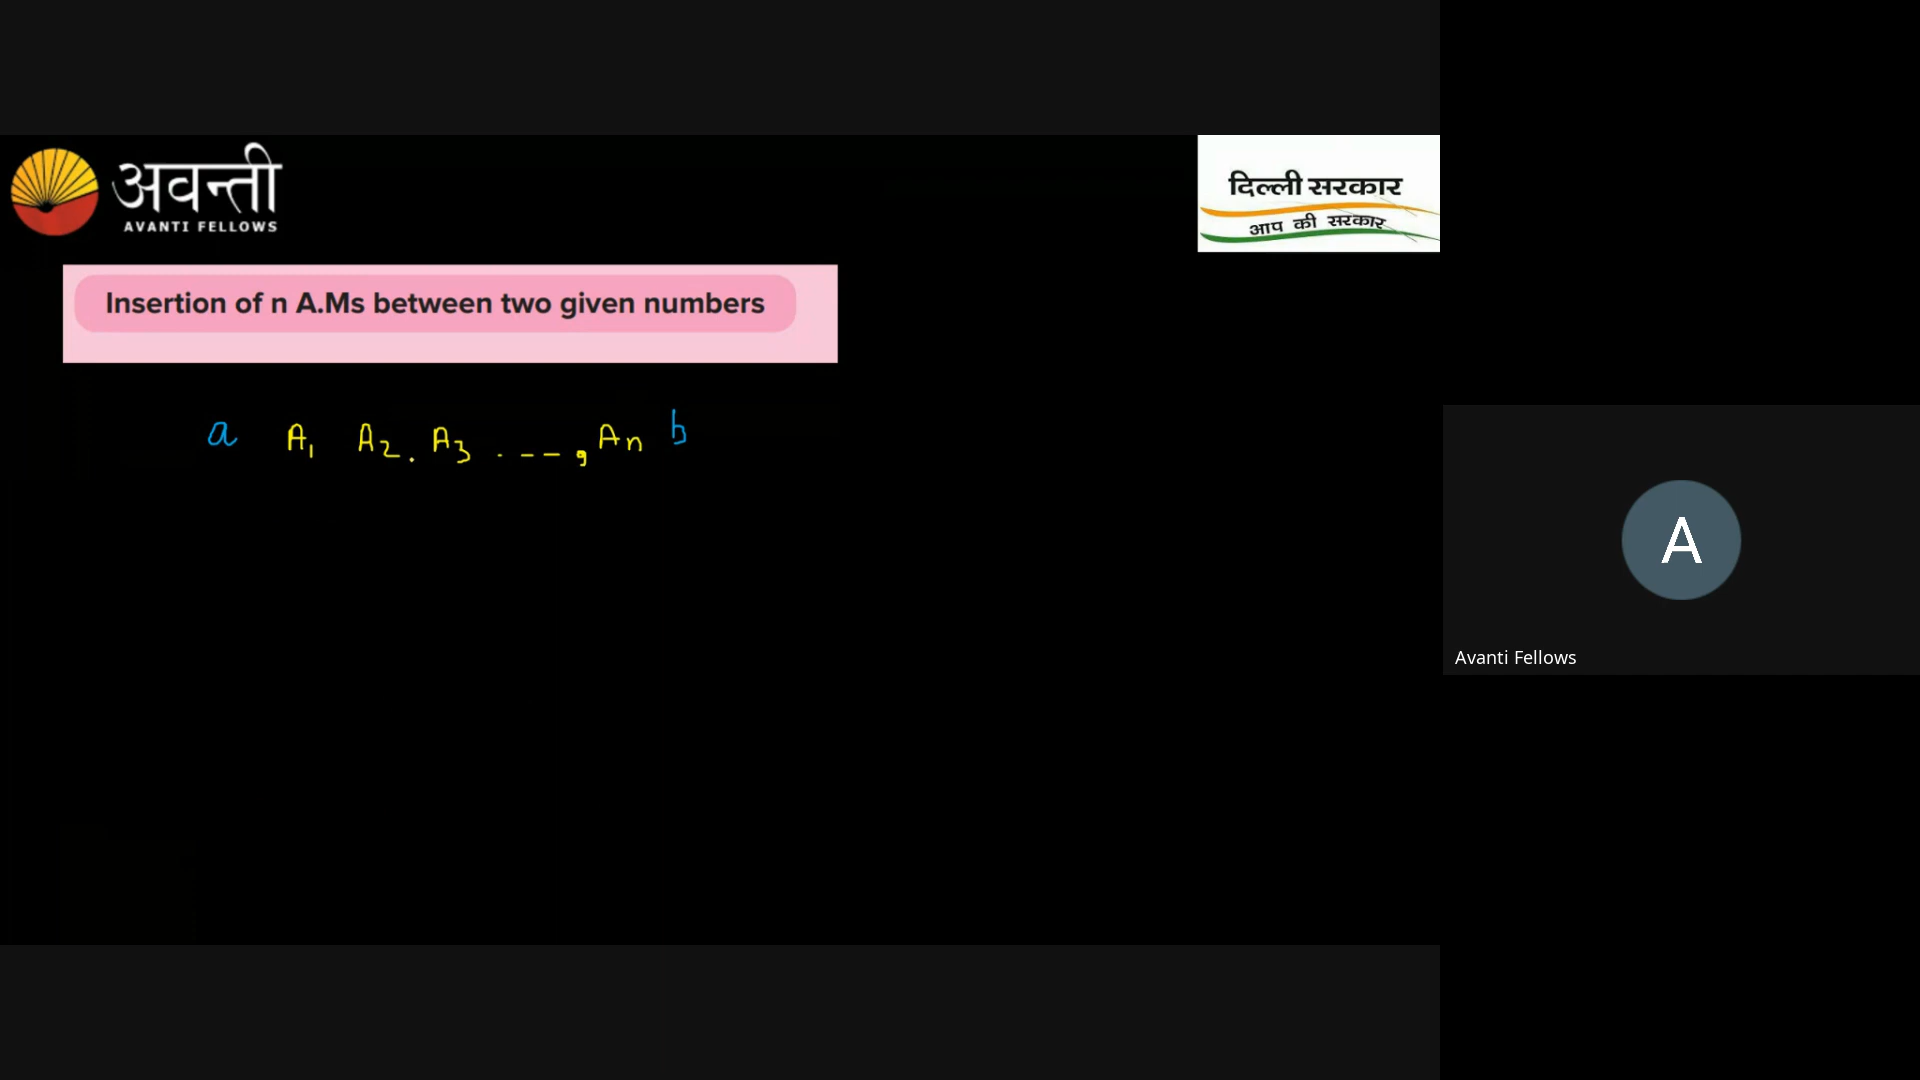 अवन्ती
AVANTI FELLOWS
दिल्ली सरकार
आप की सरकार
Insertion of n A.Ms between two given numbers
a A₁ A₂. A₃ . - - - , Aₙ b
A
Avanti Fellows